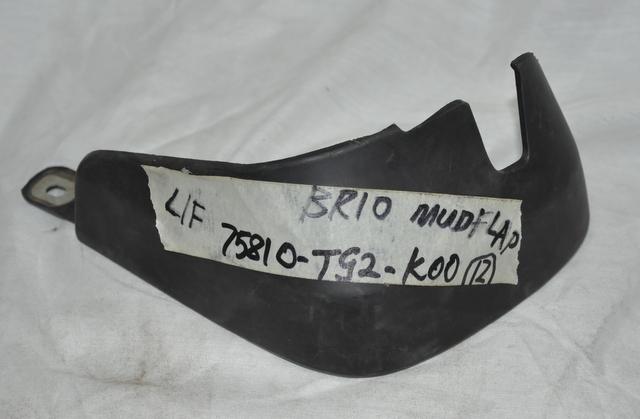 L/F BRIO MUDFLAP
75810-TG2-K00 (12)